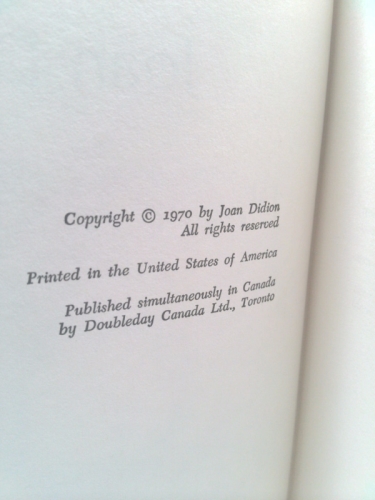 Copyright © 1970 by Joan Didion
All rights reserved
Printed in the United States of America
Published simultaneously in Canada
by Doubleday Canada Ltd., Toronto